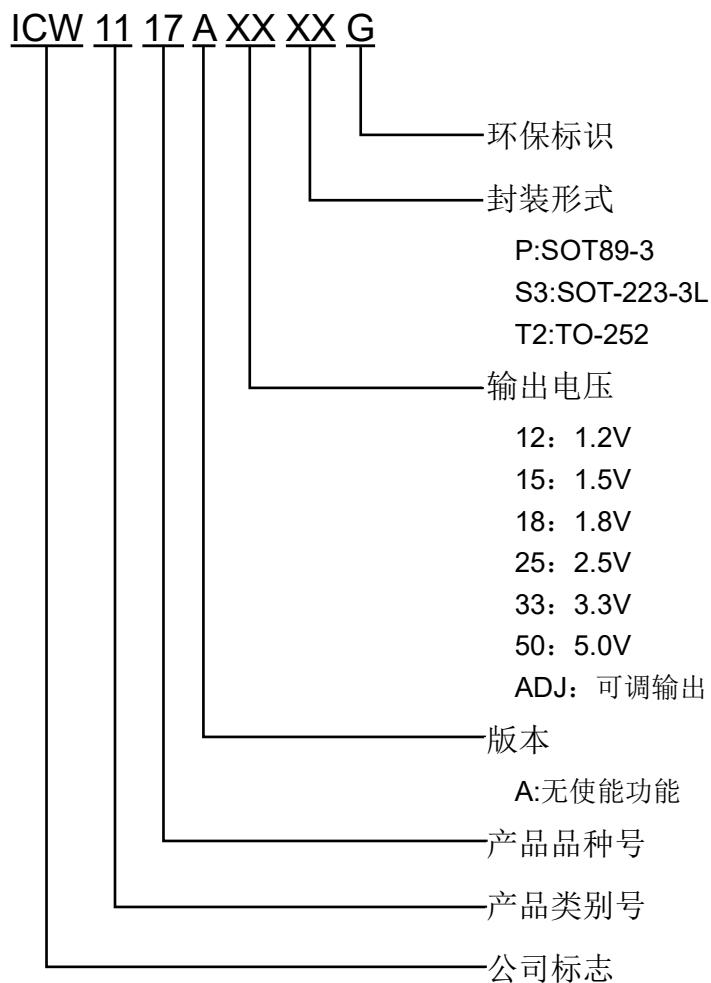 ICW 11 17 A XX XX G
环保标识
封装形式
P:SOT89-3
S3:SOT-223-3L
T2:TO-252
输出电压
12：1.2V
15：1.5V
18：1.8V
25：2.5V
33：3.3V
50：5.0V
ADJ：可调输出
版本
A:无使能功能
产品品种号
产品类别号
公司标志